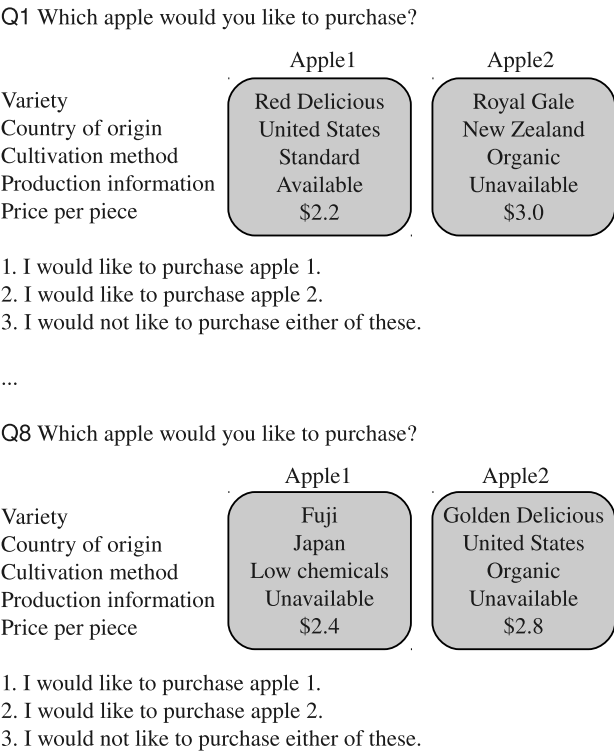 Q1 Which apple would you like to purchase?
Apple1 Apple2
Variety Red Delicious Royal Gale
Country of origin United States New Zealand
Cultivation method Standard Organic
Production information Available Unavailable
Price per piece $2.2 $3.0
1. I would like to purchase apple 1.
2. I would like to purchase apple 2.
3. I would not like to purchase either of these.
...
Q8 Which apple would you like to purchase?
Apple1 Apple2
Variety Fuji Golden Delicious
Country of origin Japan United States
Cultivation method Low chemicals Organic
Production information Unavailable Unavailable
Price per piece $2.4 $2.8
1. I would like to purchase apple 1.
2. I would like to purchase apple 2.
3. I would not like to purchase either of these.